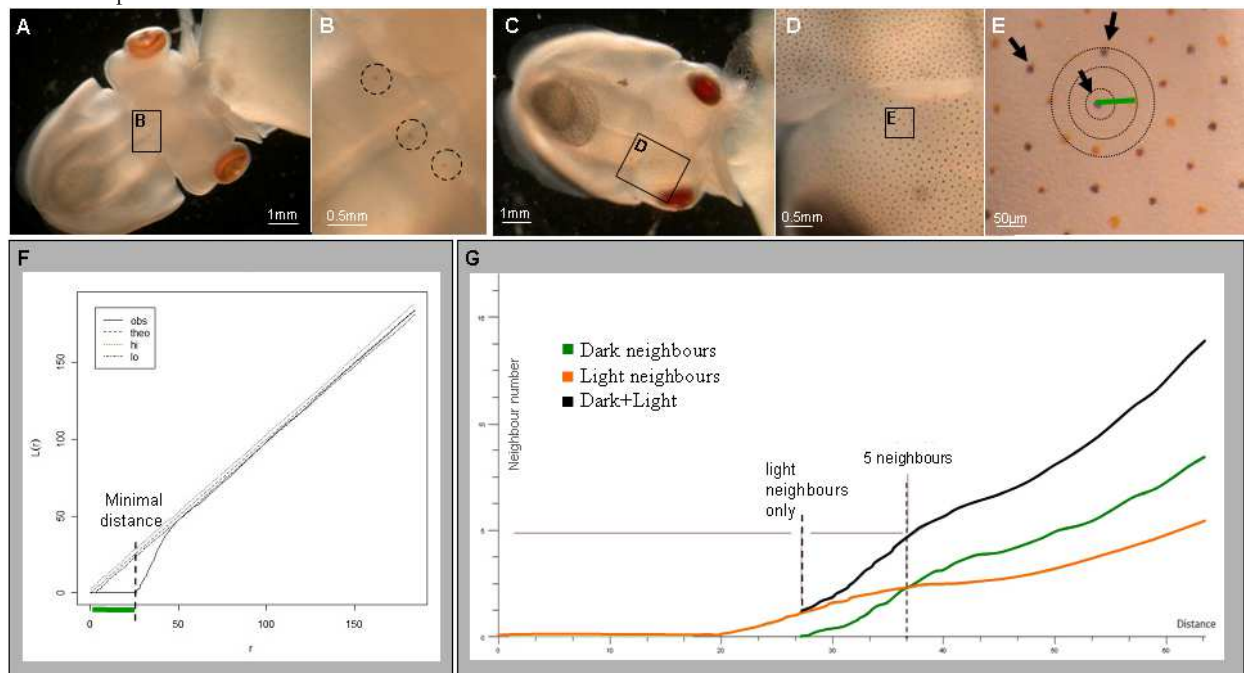 A
B
1mm
B
0.5mm
C
D
1mm
D
E
0.5mm
E
50µm
F
obs
theo
hi
lo
Minimal
distance
L(r)
0
50
100
150
0
50
100
150
r
G
Neighbour number
Dark neighbours
Light neighbours
Dark+Light
light
neighbours
only
5 neighbours
Distance
0
10
20
30
40
50
60